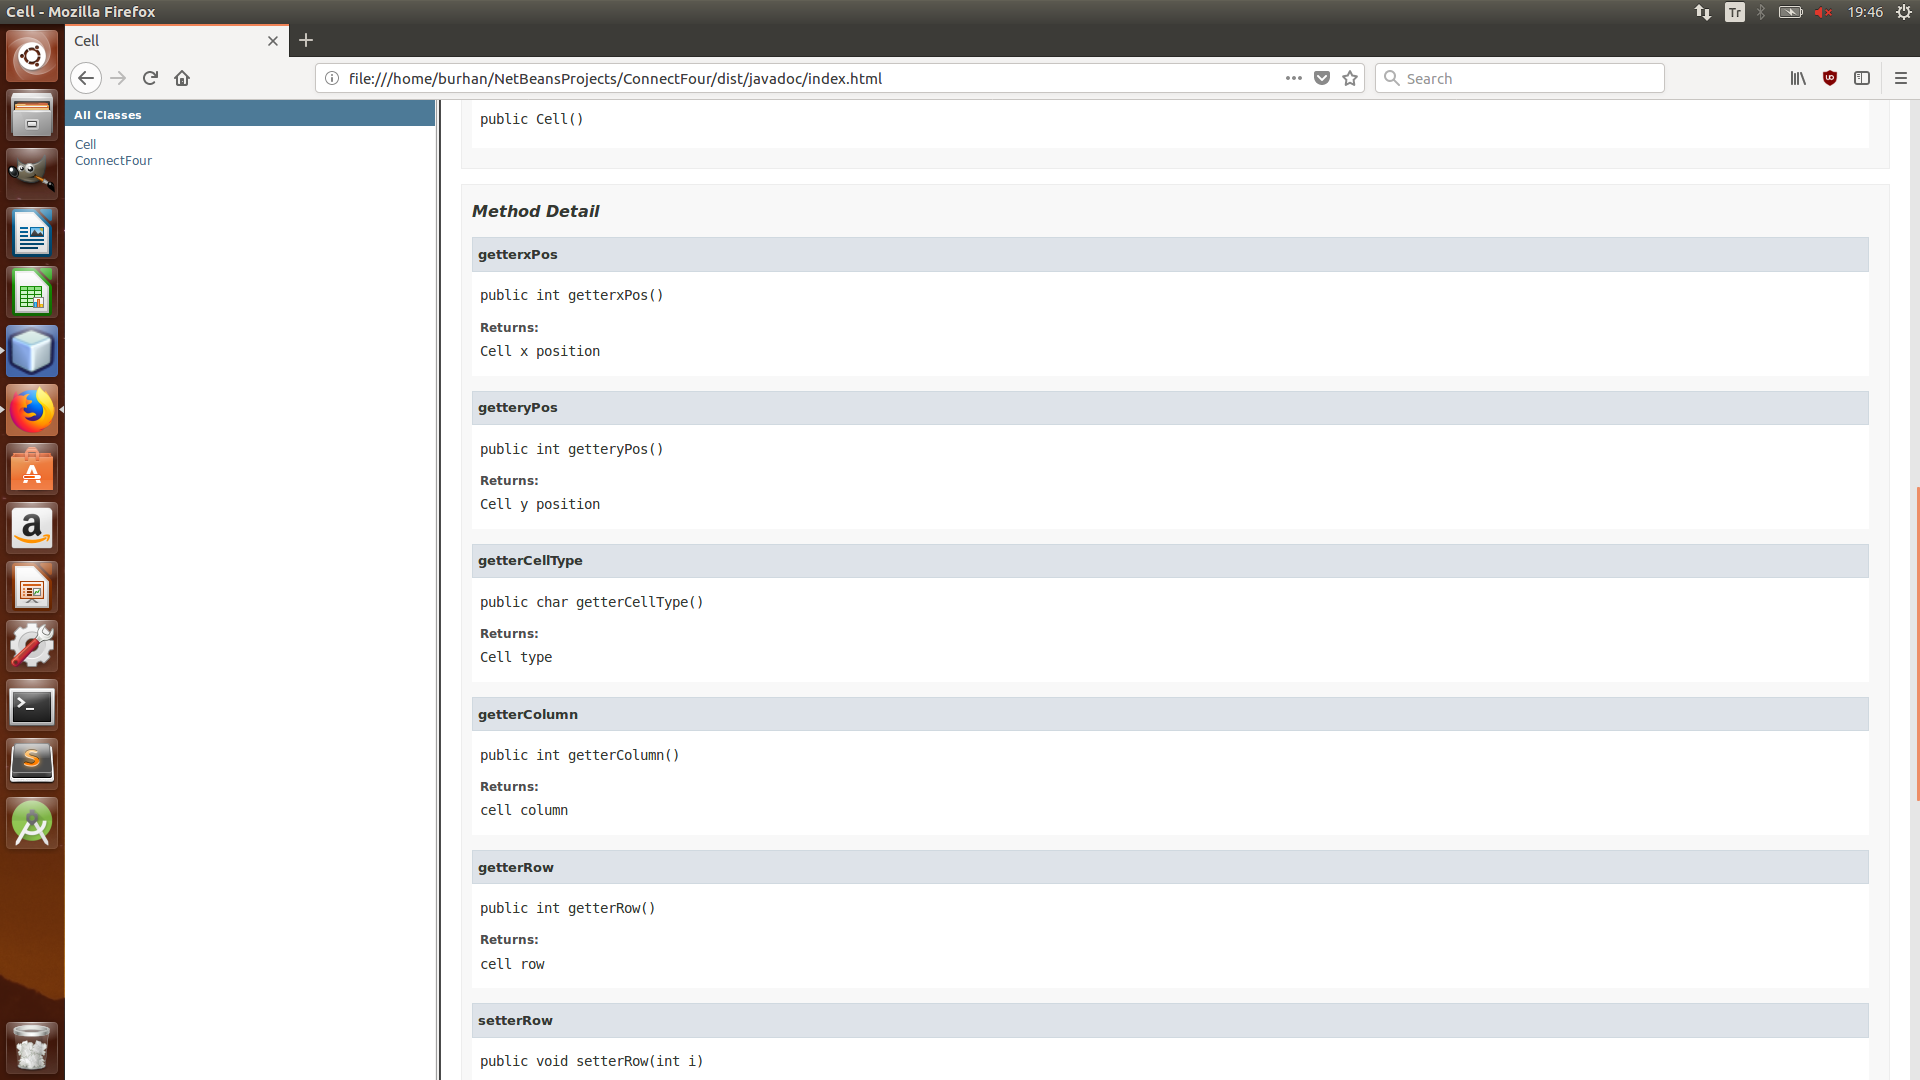 Cell - Mozilla Firefox
Tr
19:46
Cell
file:///home/burhan/NetBeansProjects/ConnectFour/dist/javadoc/index.html
Search
All Classes
Cell
ConnectFour
public Cell()
Method Detail
getterxPos
public int getterxPos()
Returns:
Cell x position
getteryPos
public int getteryPos()
Returns:
Cell y position
getterCellType
public char getterCellType()
Returns:
Cell type
getterColumn
public int getterColumn()
Returns:
cell column
getterRow
public int getterRow()
Returns:
cell row
setterRow
public void setterRow(int i)